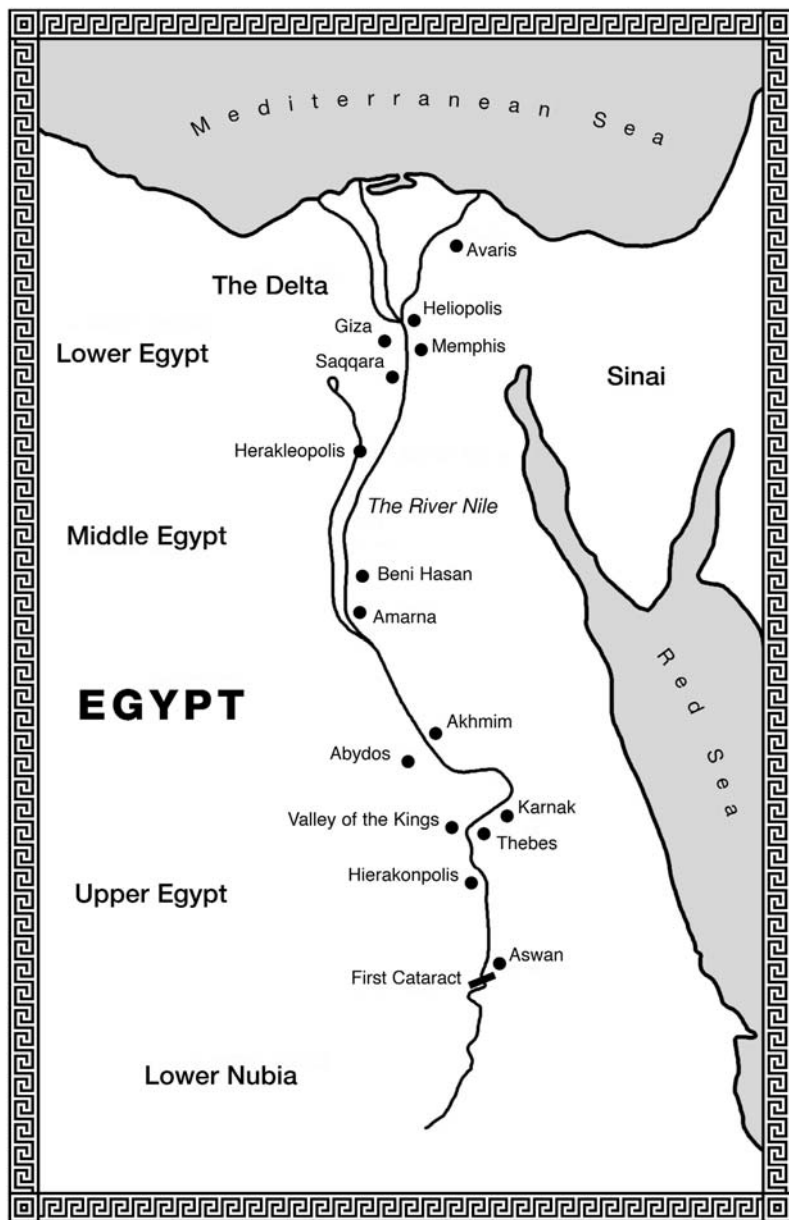 Mediterranean Sea
Avaris
The Delta
Heliopolis
Giza
Memphis
Lower Egypt
Saqqara
Sinai
Herakleopolis
The River Nile
Middle Egypt
Beni Hasan
Amarna
Red Sea
EGYPT
Akhmim
Abydos
Karnak
Valley of the Kings
Thebes
Hierakonpolis
Upper Egypt
Aswan
First Cataract
Lower Nubia